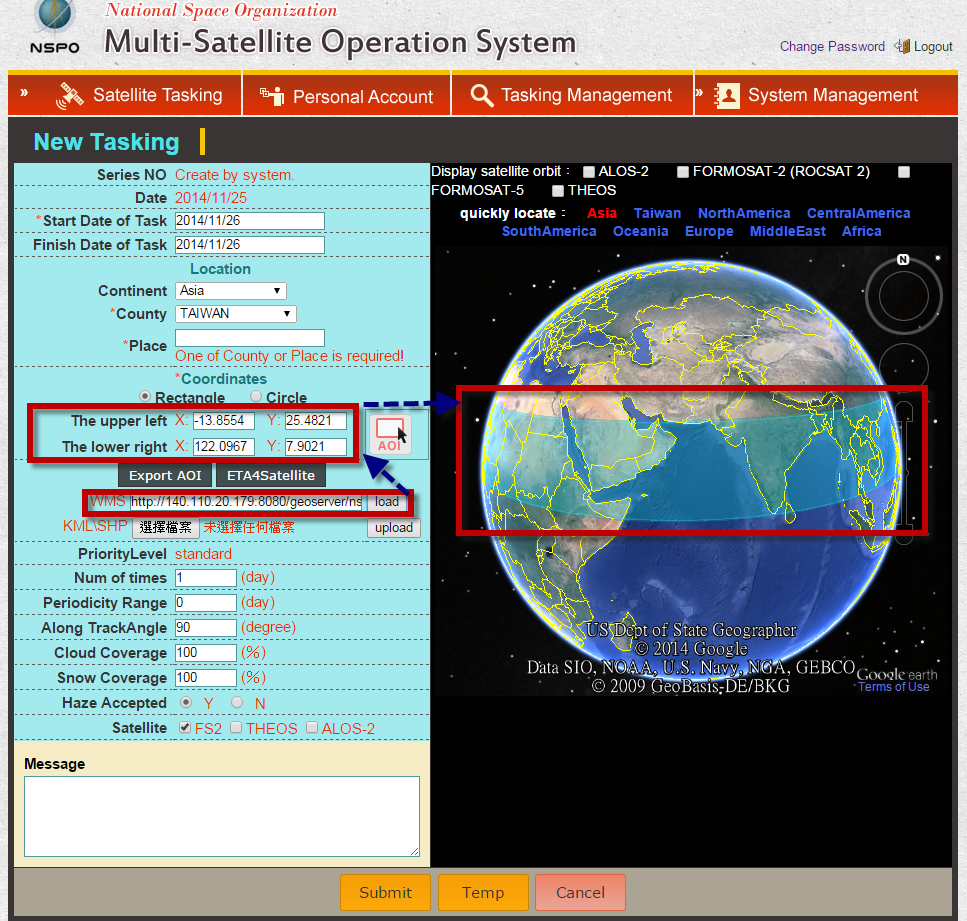 National Space Organization
NSPO
Multi-Satellite Operation System
Change Password Logout
» Satellite Tasking Personal Account Tasking Management » System Management
New Tasking
Series NO Create by system.
Date 2014/11/25
*Start Date of Task 2014/11/26
Finish Date of Task 2014/11/26
Location
Continent Asia
*County TAIWAN
*Place
One of County or Place is required!
*Coordinates
Rectangle Circle
The upper left X: -13.8554 Y: 25.4821
The lower right X: 122.0967 Y: 7.9021
AOI
Export AOI ETA4Satellite
WMS http://140.110.20.179:8080/geoserver/ns load
KML\SHP 選擇檔案 未選擇任何檔案 upload
PriorityLevel standard
Num of times 1 (day)
Periodicity Range 0 (day)
Along TrackAngle 90 (degree)
Cloud Coverage 100 (%)
Snow Coverage 100 (%)
Haze Accepted Y N
Satellite FS2 THEOS ALOS-2
Message
Display satellite orbit： ALOS-2 FORMOSAT-2 (ROCSAT 2)
FORMOSAT-5 THEOS
quickly locate： Asia Taiwan NorthAmerica CentralAmerica
SouthAmerica Oceania Europe MiddleEast Africa
N
US Dept of State Geographer
© 2014 Google
Data SIO, NOAA, U.S. Navy, NGA, GEBCO
© 2009 GeoBasis-DE/BKG
Google earth
Terms of Use
Submit Temp Cancel